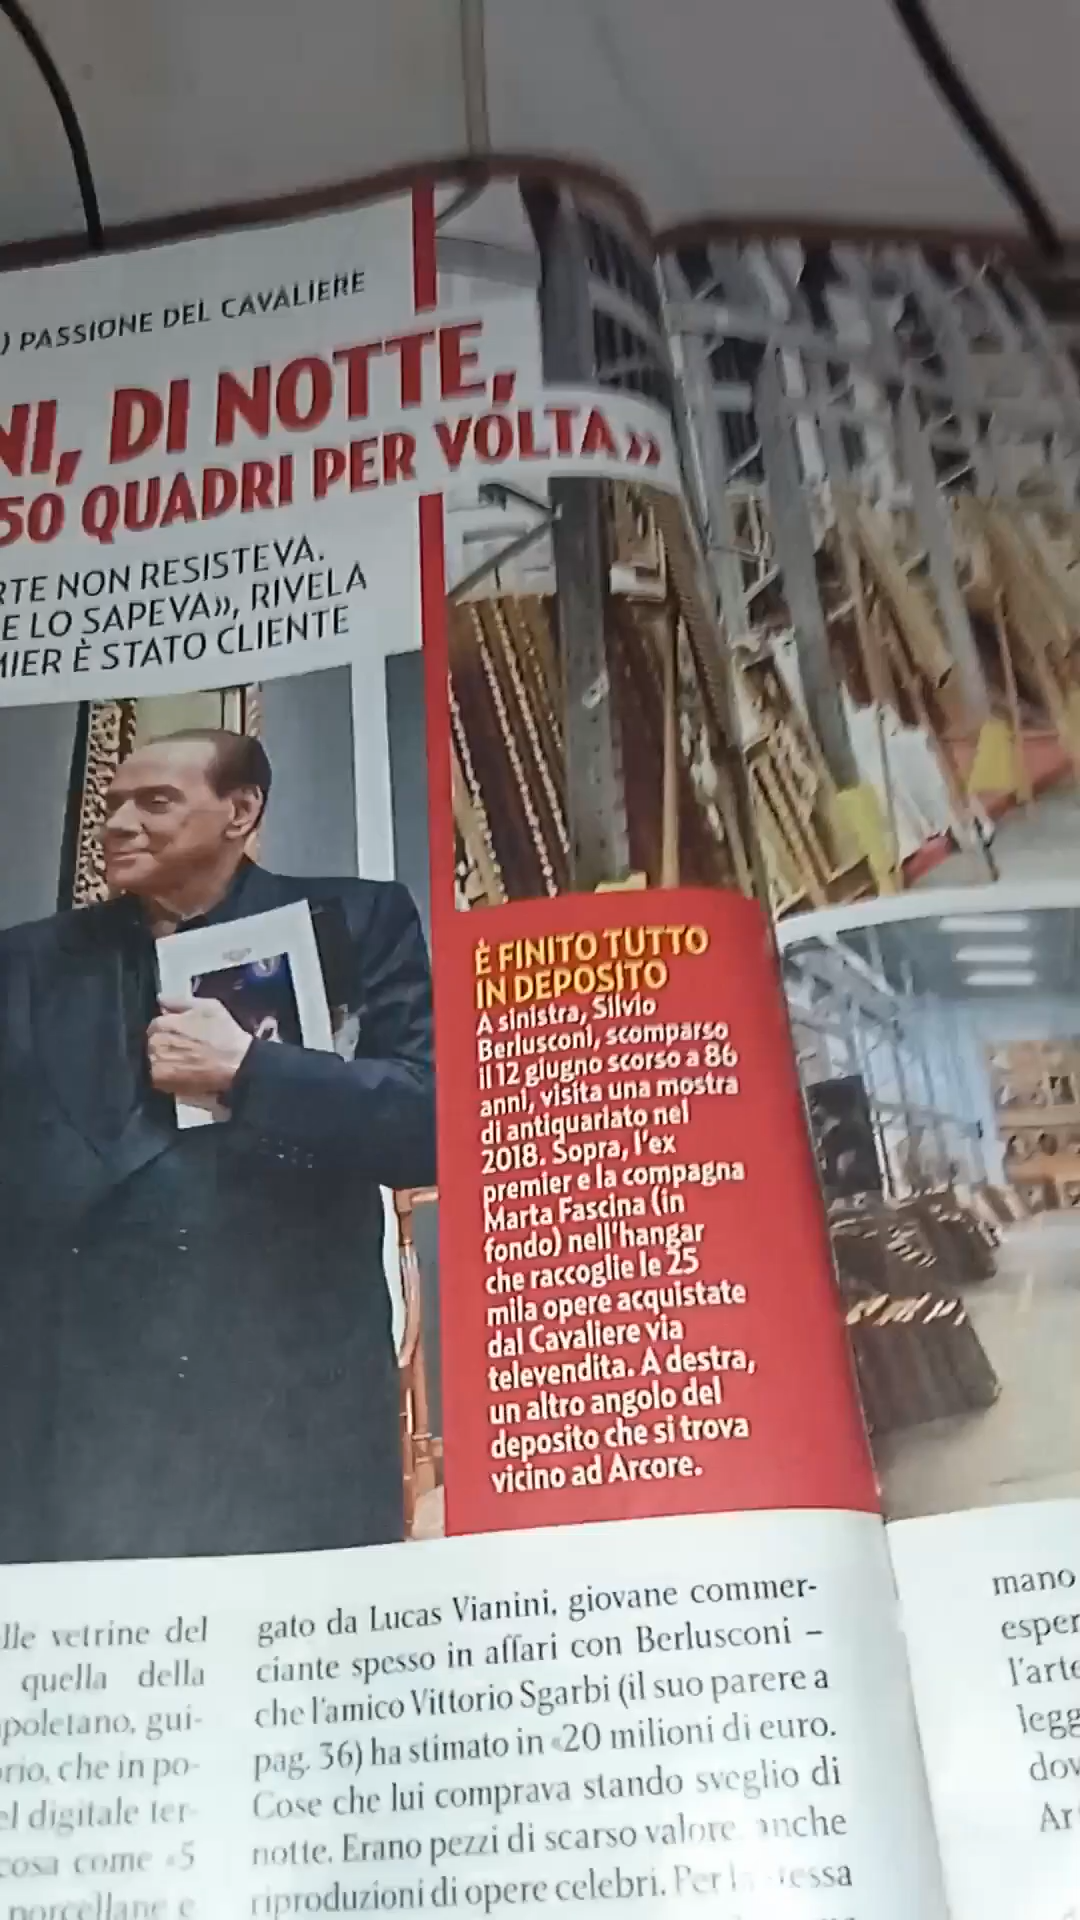 PASSIONE DEL CAVALIERE
NI, DI NOTTE,
50 QUADRI PER VOLTA»
RTE NON RESISTEVA.
E LO SAPEVA», RIVELA
MIER È STATO CLIENTE
È FINITO TUTTO
IN DEPOSITO
A sinistra, Silvio
Berlusconi, scomparso
il 12 giugno scorso a 86
anni, visita una mostra
di antiquariato nel
2018. Sopra, l'ex
premier e la compagna
Marta Fascina (in
fondo) nell'hangar
che raccoglie le 25
mila opere acquistate
dal Cavaliere via
televendita. A destra,
un altro angolo del
deposito che si trova
vicino ad Arcore.
lle vetrine del
quella della
poletano, gui-
rio, che in po-
el digitale ter-
cosa come «5
porcellane e
gato da Lucas Vianini, giovane commer-
ciante spesso in affari con Berlusconi –
che l'amico Vittorio Sgarbi (il suo parere a
pag. 36) ha stimato in «20 milioni di euro.
Cose che lui comprava stando sveglio di
notte. Erano pezzi di scarso valore, anche
riproduzioni di opere celebri. Per
mano
esper
l'arte
legg
dov
Ar